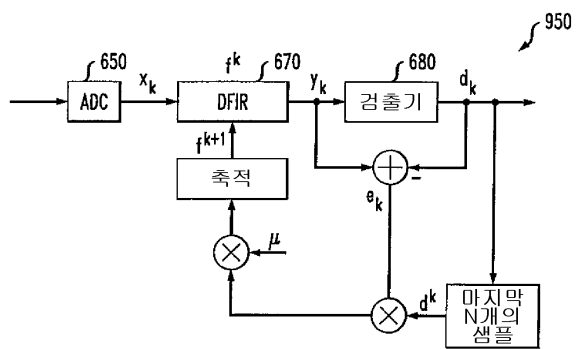 950
650
ADC
x_k
f^k
670
DFIR
y_k
680
검출기
d_k
f^{k+1}
축적
+
−
e_k
×
μ
×
d^k
마지막
N개의
샘플